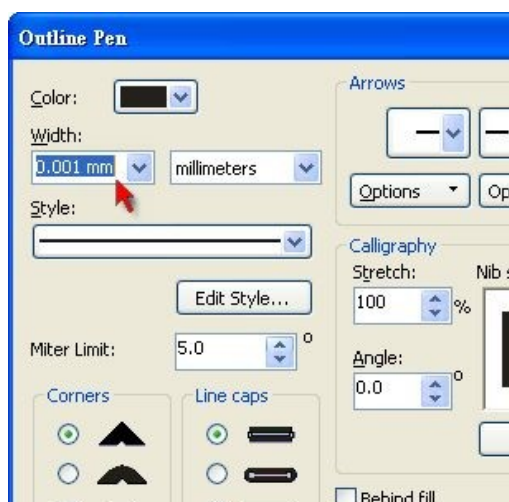 Outline Pen
Color:
Width:
0.001 mm
millimeters
Style:
Edit Style...
Miter Limit:
5.0
°
Corners
Line caps
Arrows
Options
Op
Calligraphy
Stretch:
Nib s
100
%
Angle:
0.0
°
Behind fill